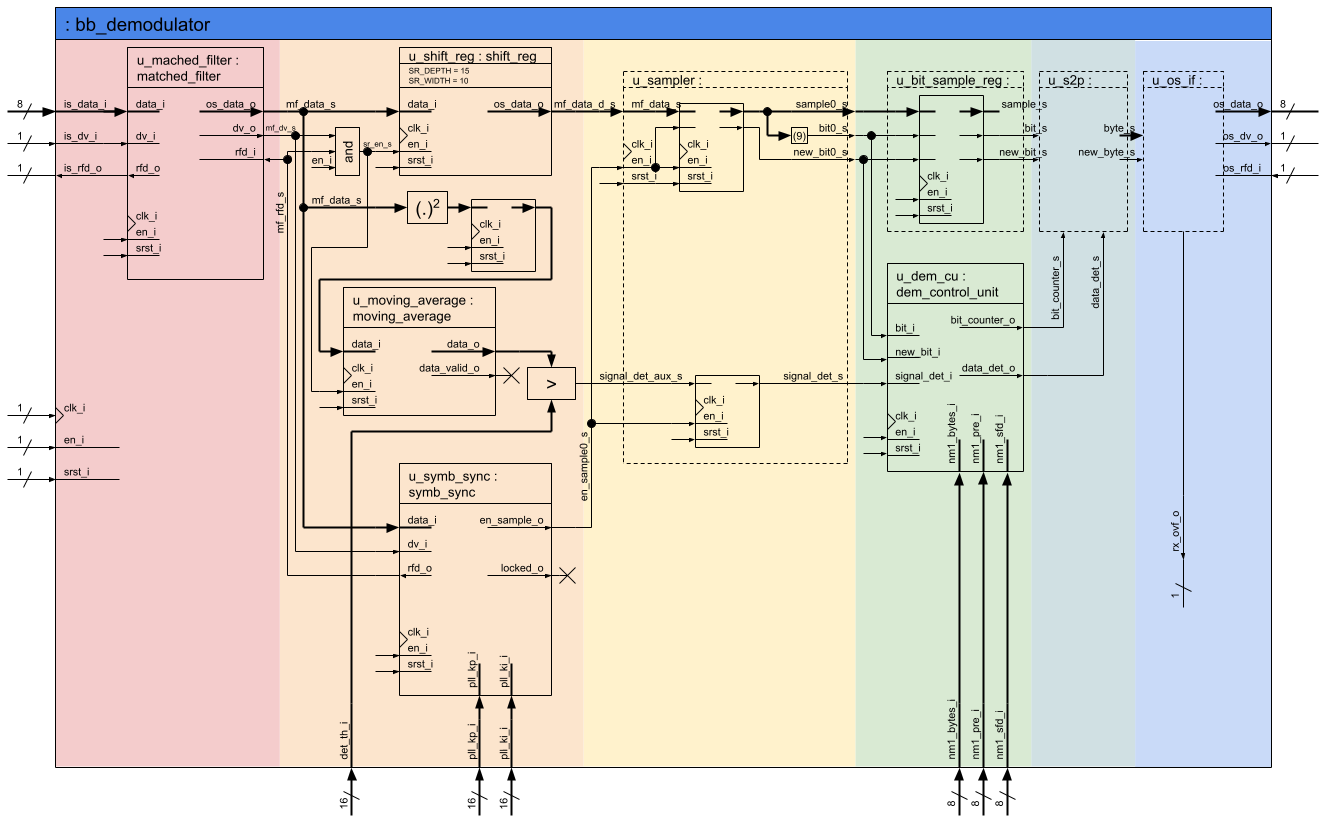 : bb_demodulator
u_mached_filter :
matched_filter
8
is_data_i
data_i
os_data_o
1
is_dv_i
dv_i
dv_o
1
is_rfd_o
rfd_o
rfd_i
clk_i
en_i
srst_i
1
clk_i
1
en_i
1
srst_i
mf_data_s
mf_dv_s
mf_rfd_s
en_i
and
sr_en_s
u_shift_reg : shift_reg
SR_DEPTH = 15
SR_WIDTH = 10
data_i
os_data_o
clk_i
en_i
srst_i
mf_data_d_s
mf_data_s
(.)2
clk_i
en_i
srst_i
u_moving_average :
moving_average
data_i
data_o
data_valid_o
clk_i
en_i
srst_i
>
u_symb_sync :
symb_sync
data_i
en_sample_o
dv_i
rfd_o
locked_o
clk_i
en_i
srst_i
pll_kp_i
pll_ki_i
det_th_i
pll_kp_i
pll_ki_i
16
16
16
en_sample0_s
u_sampler :
mf_data_s
clk_i
en_i
srst_i
clk_i
sample0_s
(9)
bit0_s
new_bit0_s
signal_det_aux_s
clk_i
en_i
srst_i
signal_det_s
u_bit_sample_reg :
clk_i
en_i
srst_i
sample_s
bit_s
new_bit_s
u_dem_cu :
dem_control_unit
bit_counter_o
bit_i
new_bit_i
signal_det_i
data_det_o
clk_i
en_i
srst_i
nm1_bytes_i
nm1_pre_i
nm1_sfd_i
nm1_bytes_i
nm1_pre_i
nm1_sfd_i
8
8
8
u_s2p :
byte_s
new_byte_s
bit_counter_s
data_det_s
u_os_if :
os_data_o
8
os_dv_o
1
os_rfd_i
1
rx_ovf_o
1